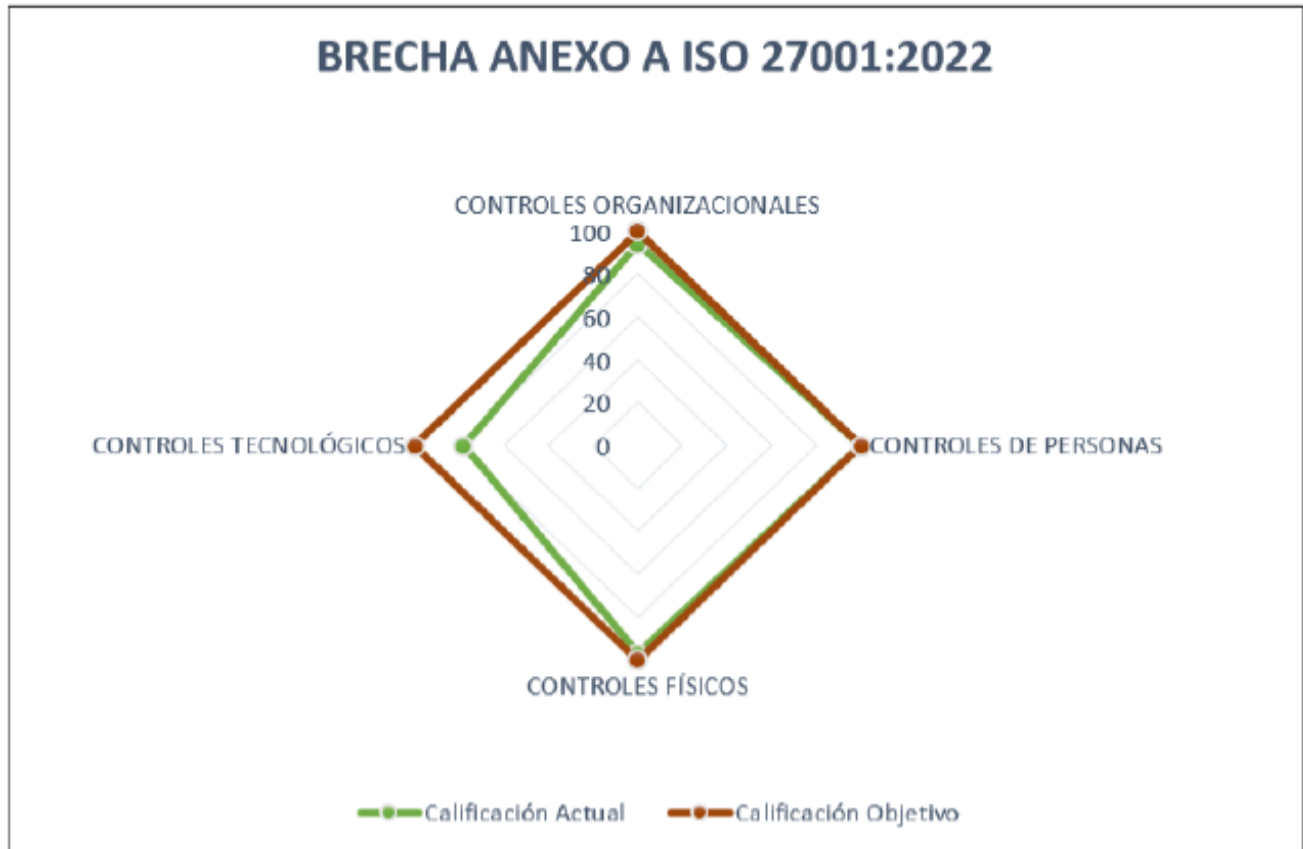 BRECHA ANEXO A ISO 27001:2022
CONTROLES ORGANIZACIONALES
100
80
60
40
20
0
CONTROLES TECNOLÓGICOS
CONTROLES DE PERSONAS
CONTROLES FÍSICOS
Calificación Actual
Calificación Objetivo